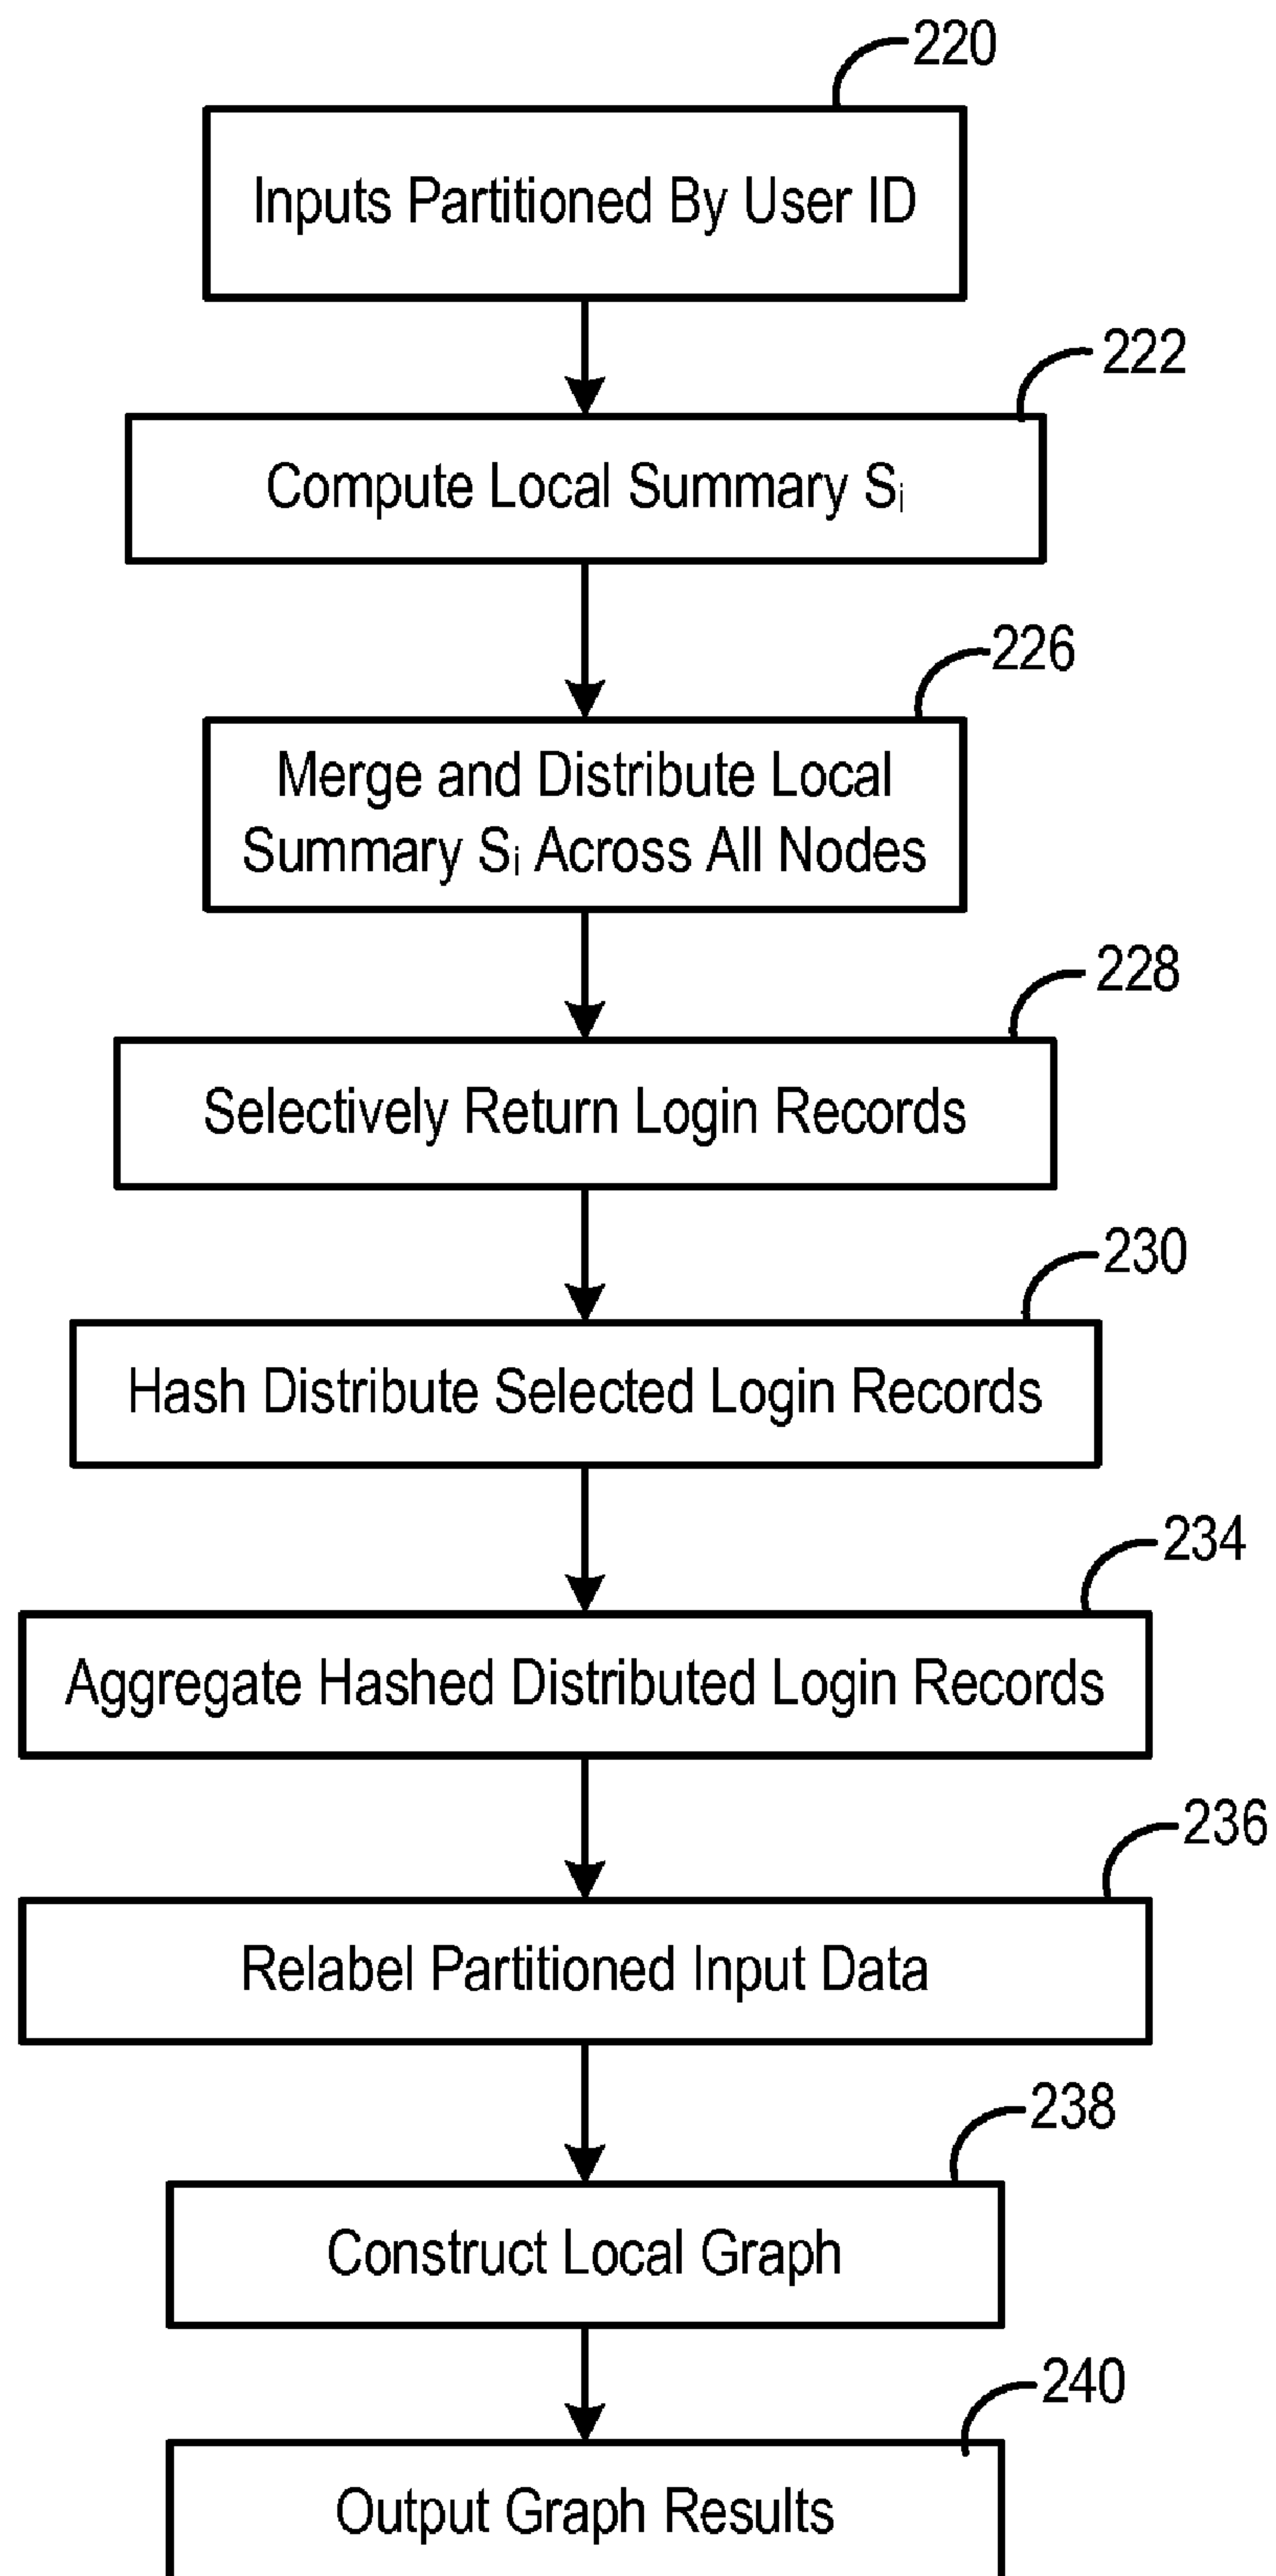 220
Inputs Partitioned By User ID
222
Compute Local Summary Si
226
Merge and Distribute Local
Summary Si Across All Nodes
228
Selectively Return Login Records
230
Hash Distribute Selected Login Records
234
Aggregate Hashed Distributed Login Records
236
Relabel Partitioned Input Data
238
Construct Local Graph
240
Output Graph Results